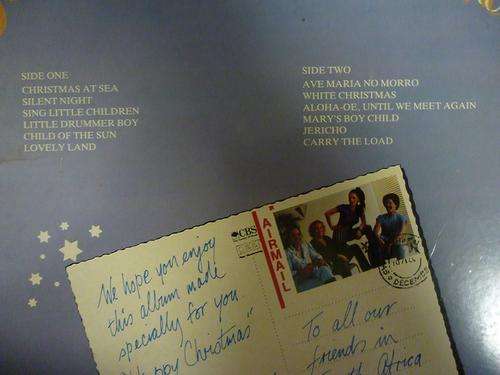 SIDE ONE
CHRISTMAS AT SEA
SILENT NIGHT
SING LITTLE CHILDREN
LITTLE DRUMMER BOY
CHILD OF THE SUN
LOVELY LAND
SIDE TWO
AVE MARIA NO MORRO
WHITE CHRISTMAS
ALOHA-OE, UNTIL WE MEET AGAIN
MARY'S BOY CHILD
JERICHO
CARRY THE LOAD
CBS
AIRMAIL
We hope you enjoy
this album made
specially for you.
Christmas"
To all our
friends in
Africa
DECEM